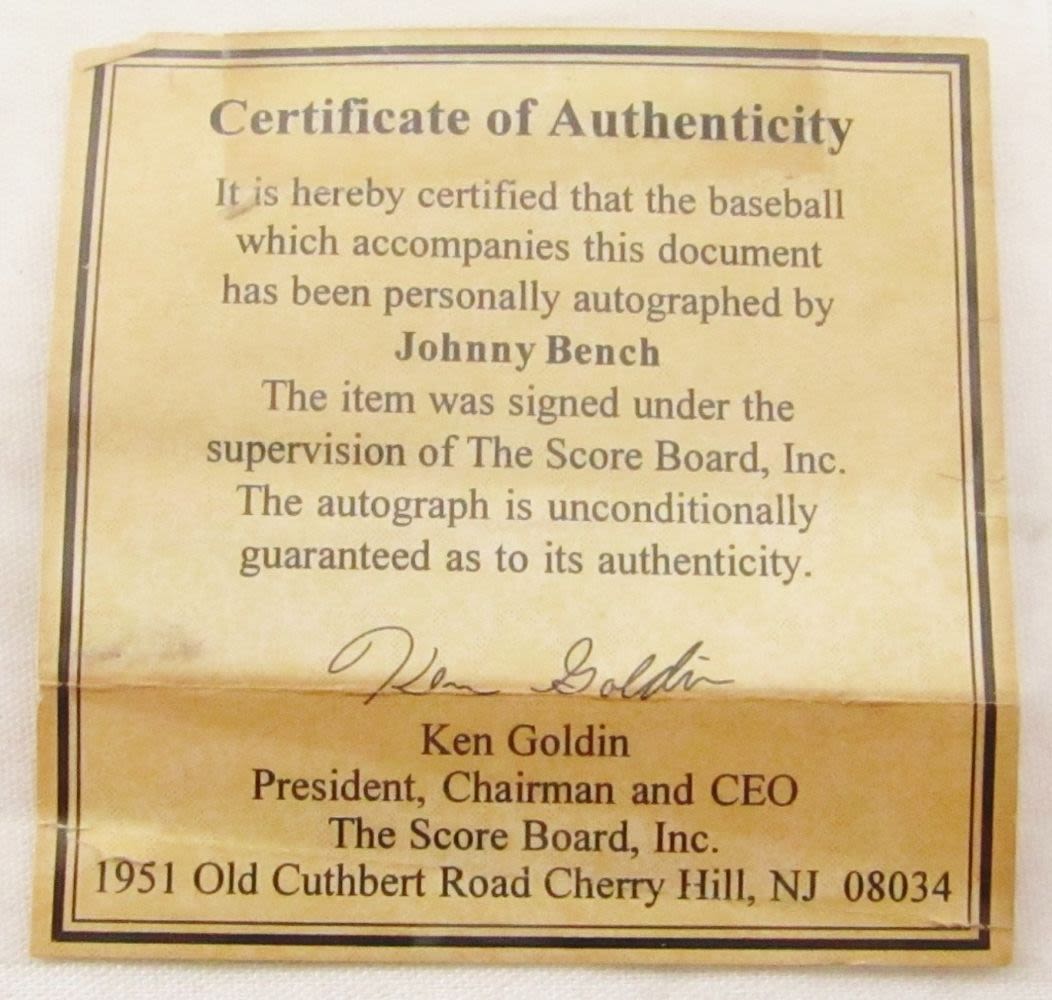 Certificate of Authenticity
It is hereby certified that the baseball
which accompanies this document
has been personally autographed by
Johnny Bench
The item was signed under the
supervision of The Score Board, Inc.
The autograph is unconditionally
guaranteed as to its authenticity.
Ken Goldin
Ken Goldin
President, Chairman and CEO
The Score Board, Inc.
1951 Old Cuthbert Road Cherry Hill, NJ 08034